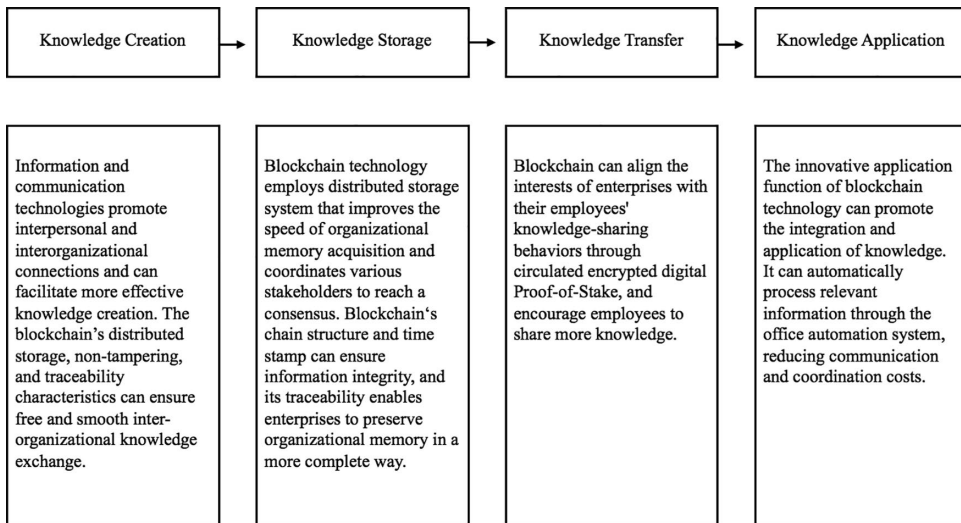 Knowledge Creation
Knowledge Storage
Knowledge Transfer
Knowledge Application
Information and
communication
technologies promote
interpersonal and
interorganizational
connections and can
facilitate more effective
knowledge creation. The
blockchain’s distributed
storage, non-tampering,
and traceability
characteristics can ensure
free and smooth inter-
organizational knowledge
exchange.
Blockchain technology
employs distributed storage
system that improves the
speed of organizational
memory acquisition and
coordinates various
stakeholders to reach a
consensus. Blockchain‘s
chain structure and time
stamp can ensure
information integrity, and
its traceability enables
enterprises to preserve
organizational memory in a
more complete way.
Blockchain can align the
interests of enterprises with
their employees'
knowledge-sharing
behaviors through
circulated encrypted digital
Proof-of-Stake, and
encourage employees to
share more knowledge.
The innovative application
function of blockchain
technology can promote
the integration and
application of knowledge.
It can automatically
process relevant
information through the
office automation system,
reducing communication
and coordination costs.